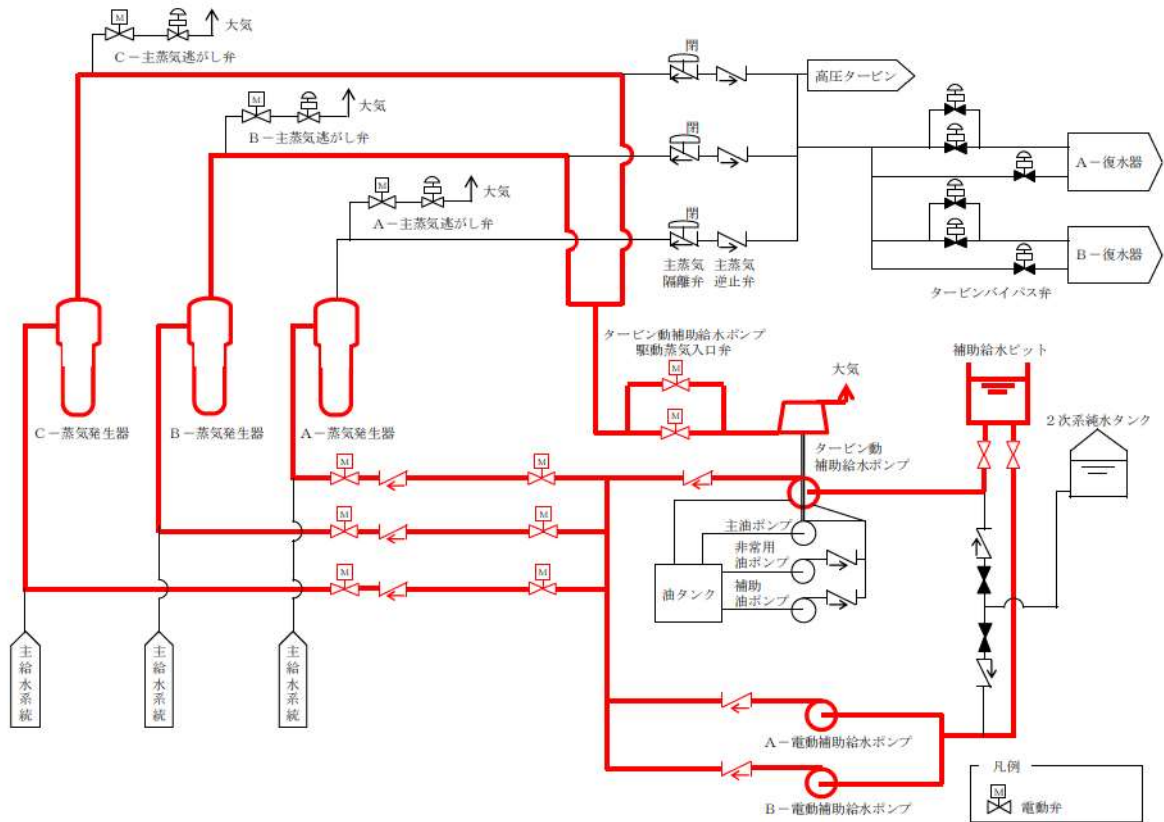 大気
C－主蒸気逃がし弁
大気
B－主蒸気逃がし弁
大気
A－主蒸気逃がし弁
閉
閉
閉
主蒸気
隔離弁
主蒸気
逆止弁
高圧タービン
A－復水器
B－復水器
タービンバイパス弁
C－蒸気発生器
B－蒸気発生器
A－蒸気発生器
タービン動補助給水ポンプ
駆動蒸気入口弁
大気
補助給水ピット
2次系純水タンク
タービン動
補助給水ポンプ
主油ポンプ
非常用
油ポンプ
補助
油ポンプ
油タンク
主給水系統
主給水系統
主給水系統
A－電動補助給水ポンプ
B－電動補助給水ポンプ
凡例
M
電動弁
M
M
M
M
M
M
M
M
M
M
M